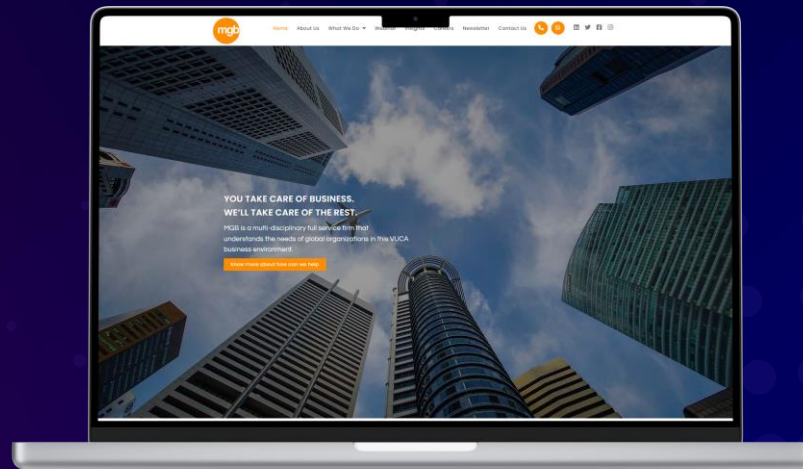 mgb
Home About Us What We Do Webinar Insights Careers Newsletter Contact Us
YOU TAKE CARE OF BUSINESS.
WE'LL TAKE CARE OF THE REST.
MGB is a multi-disciplinary full service firm that
understands the needs of global organizations in the VUCA
business environment.
Know more about how can we help